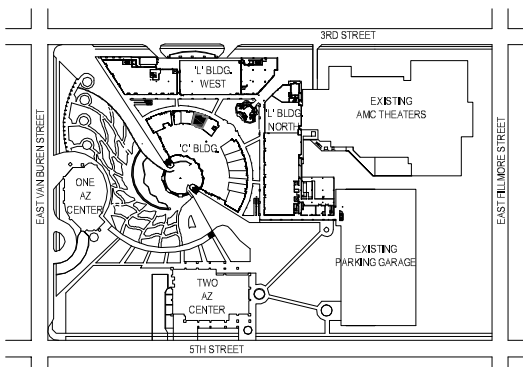 3RD STREET
'L' BLDG.
WEST
'L' BLDG.
NORTH
EXISTING
AMC THEATERS
'C' BLDG.
EAST VAN BUREN STREET
EAST FILLMORE STREET
ONE
AZ
CENTER
EXISTING
PARKING GARAGE
TWO
AZ
CENTER
5TH STREET